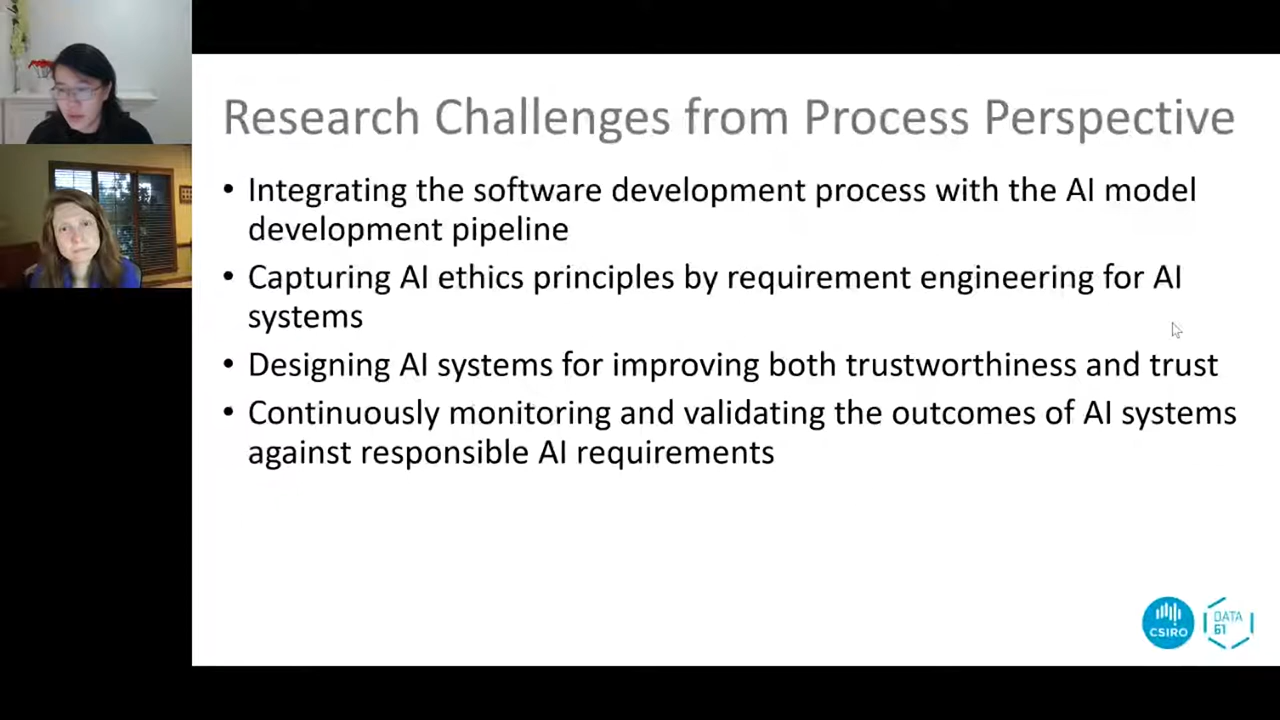 Research Challenges from Process Perspective
• Integrating the software development process with the AI model
development pipeline
• Capturing AI ethics principles by requirement engineering for AI
systems
• Designing AI systems for improving both trustworthiness and trust
• Continuously monitoring and validating the outcomes of AI systems
against responsible AI requirements
CSIRO
DATA
61